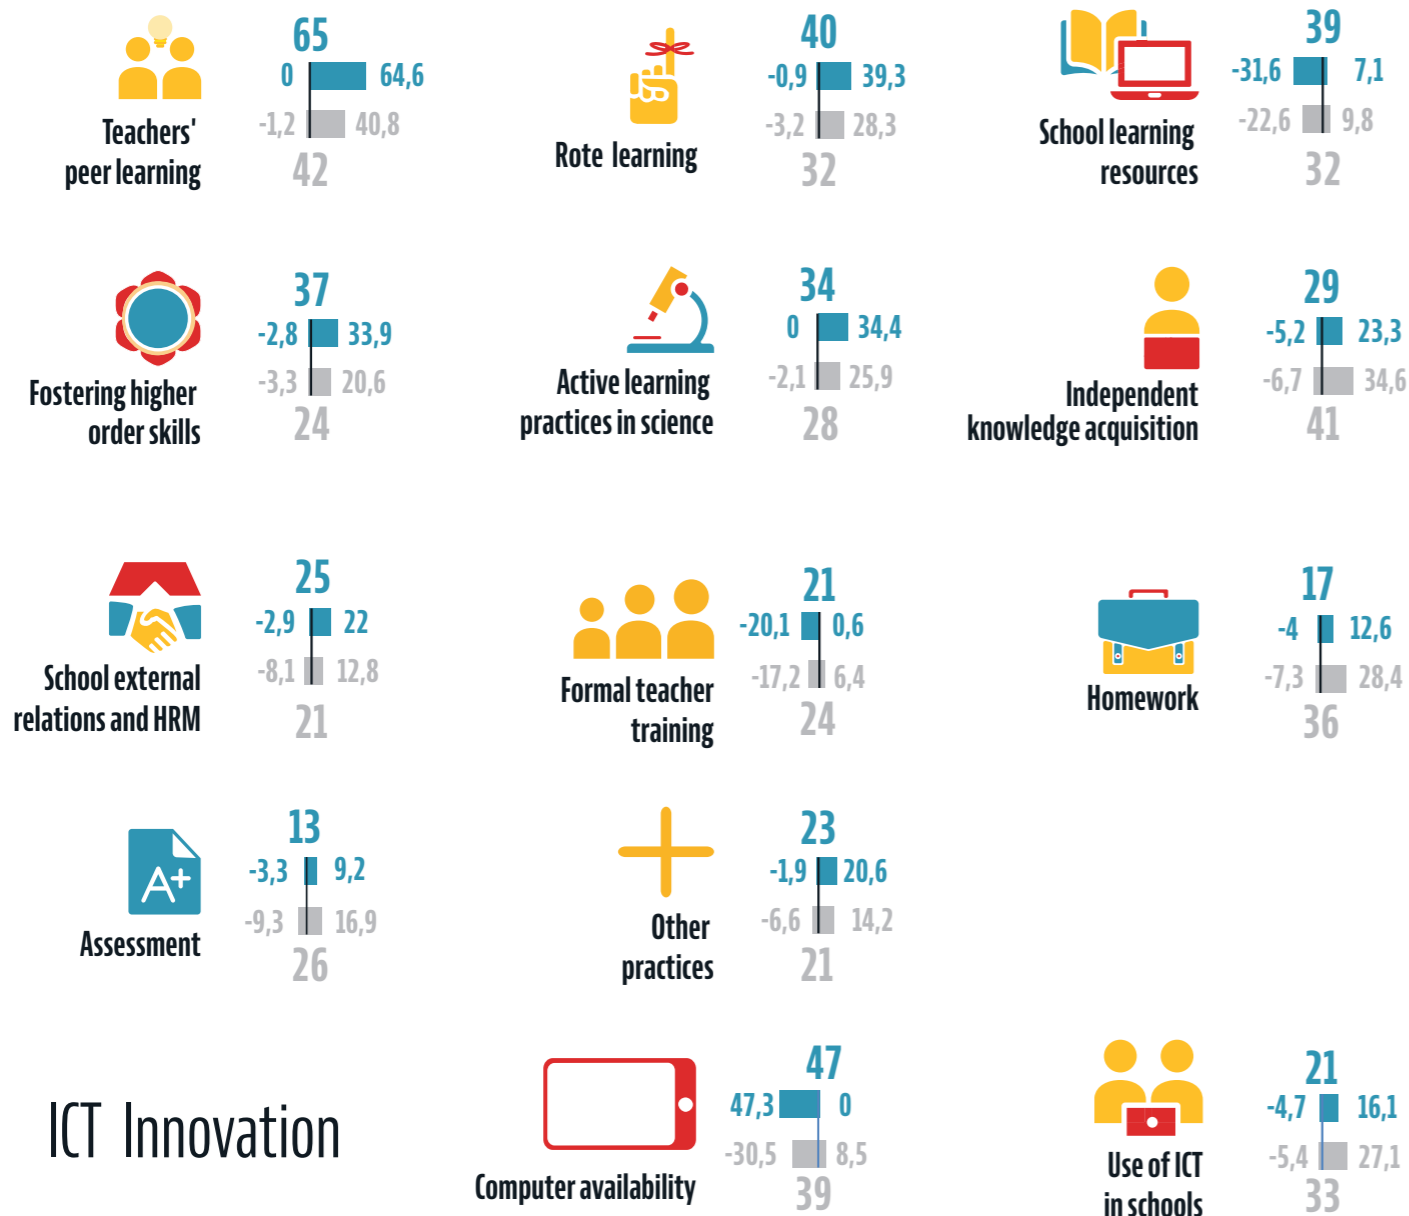 65
0 64,6
-1,2 40,8
42
Teachers'
peer learning
40
-0,9 39,3
-3,2 28,3
32
Rote learning
39
-31,6 7,1
-22,6 9,8
32
School learning
resources
37
-2,8 33,9
-3,3 20,6
24
Fostering higher
order skills
34
0 34,4
-2,1 25,9
28
Active learning
practices in science
29
-5,2 23,3
-6,7 34,6
41
Independent
knowledge acquisition
25
-2,9 22
-8,1 12,8
21
School external
relations and HRM
21
-20,1 0,6
-17,2 6,4
24
Formal teacher
training
17
-4 12,6
-7,3 28,4
36
Homework
A+
13
-3,3 9,2
-9,3 16,9
26
Assessment
23
-1,9 20,6
-6,6 14,2
21
Other
practices
ICT Innovation
47
47,3 0
-30,5 8,5
39
Computer availability
21
-4,7 16,1
-5,4 27,1
33
Use of ICT
in schools